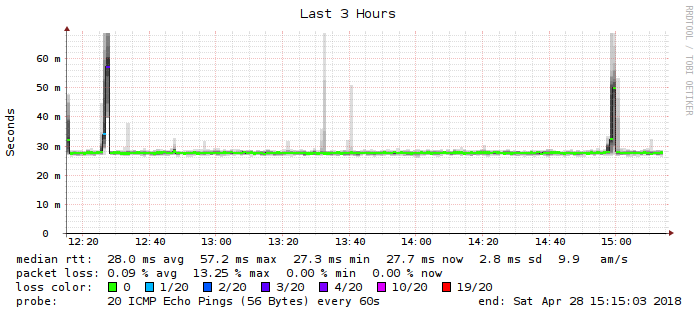 Last 3 Hours
RRDTOOL / TOBI OETIKER
Seconds
60 m
50 m
40 m
30 m
20 m
10 m
0
12:20 12:40 13:00 13:20 13:40 14:00 14:20 14:40 15:00
median rtt: 28.0 ms avg 57.2 ms max 27.3 ms min 27.7 ms now 2.8 ms sd 9.9 am/s
packet loss: 0.09 % avg 13.25 % max 0.00 % min 0.00 % now
loss color: 0 1/20 2/20 3/20 4/20 10/20 19/20
probe: 20 ICMP Echo Pings (56 Bytes) every 60s end: Sat Apr 28 15:15:03 2018